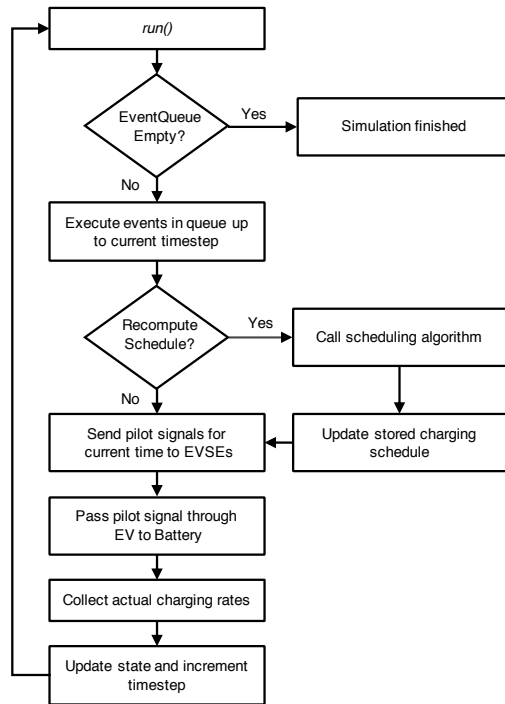 run()
EventQueue
Empty?
Yes
Simulation finished
No
Execute events in queue up
to current timestep
Recompute
Schedule?
Yes
Call scheduling algorithm
No
Send pilot signals for
current time to EVSEs
Update stored charging
schedule
Pass pilot signal through
EV to Battery
Collect actual charging rates
Update state and increment
timestep